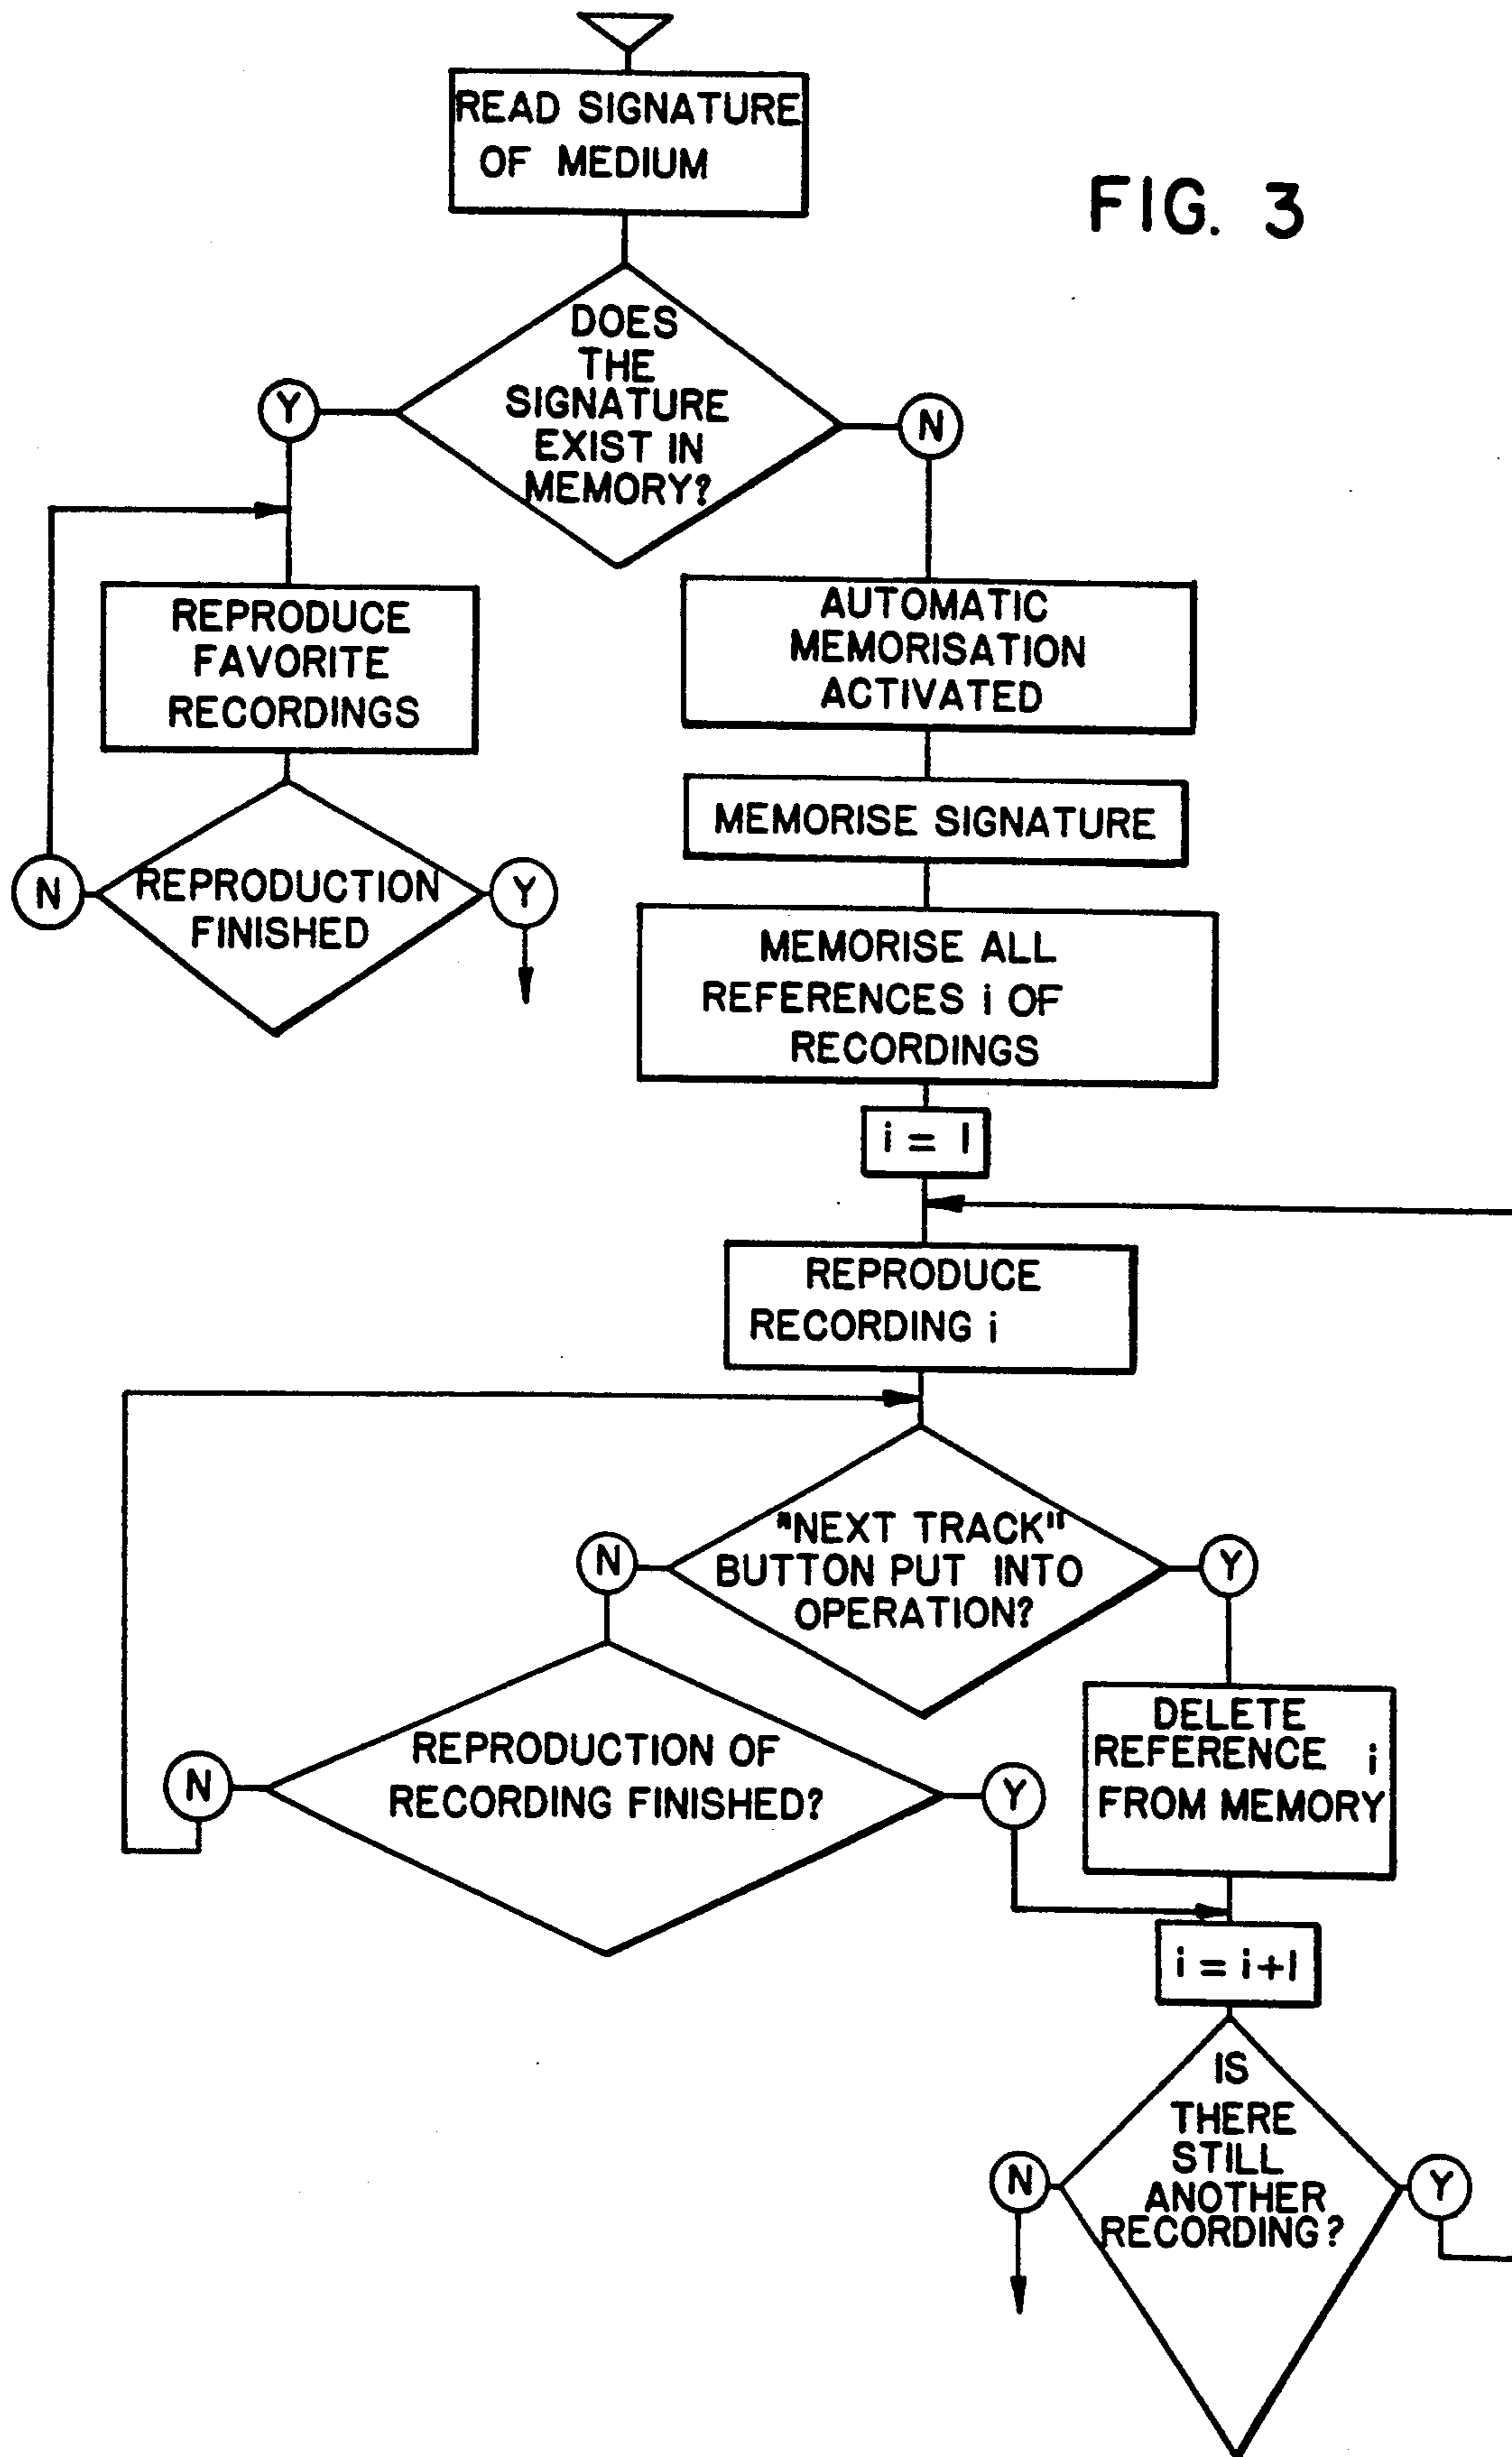 READ SIGNATURE
OF MEDIUM
FIG. 3
DOES
THE
SIGNATURE
EXIST IN
MEMORY?
Y
N
REPRODUCE
FAVORITE
RECORDINGS
AUTOMATIC
MEMORISATION
ACTIVATED
MEMORISE SIGNATURE
N
REPRODUCTION
FINISHED
Y
MEMORISE ALL
REFERENCES i OF
RECORDINGS
i = 1
REPRODUCE
RECORDING i
"NEXT TRACK"
BUTTON PUT INTO
OPERATION?
N
Y
REPRODUCTION OF
RECORDING FINISHED?
N
Y
DELETE
REFERENCE i
FROM MEMORY
i = i+1
IS
THERE
STILL
ANOTHER
RECORDING?
N
Y